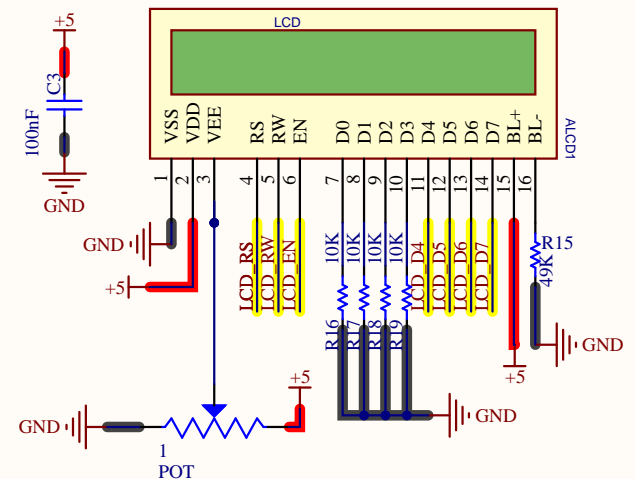 +5
C3
100nF
GND
LCD
ALCD1
VSS
VDD
VEE
RS
RW
EN
D0
D1
D2
D3
D4
D5
D6
D7
BL+
BL-
1
2
3
4
5
6
7
8
9
10
11
12
13
14
15
16
GND
+5
LCD_RS
LCD_RW
LCD_EN
10K
10K
10K
10K
R16
R17
R18
R19
LCD_D4
LCD_D5
LCD_D6
LCD_D7
R15
49K
GND
+5
+5
GND
GND
1
POT